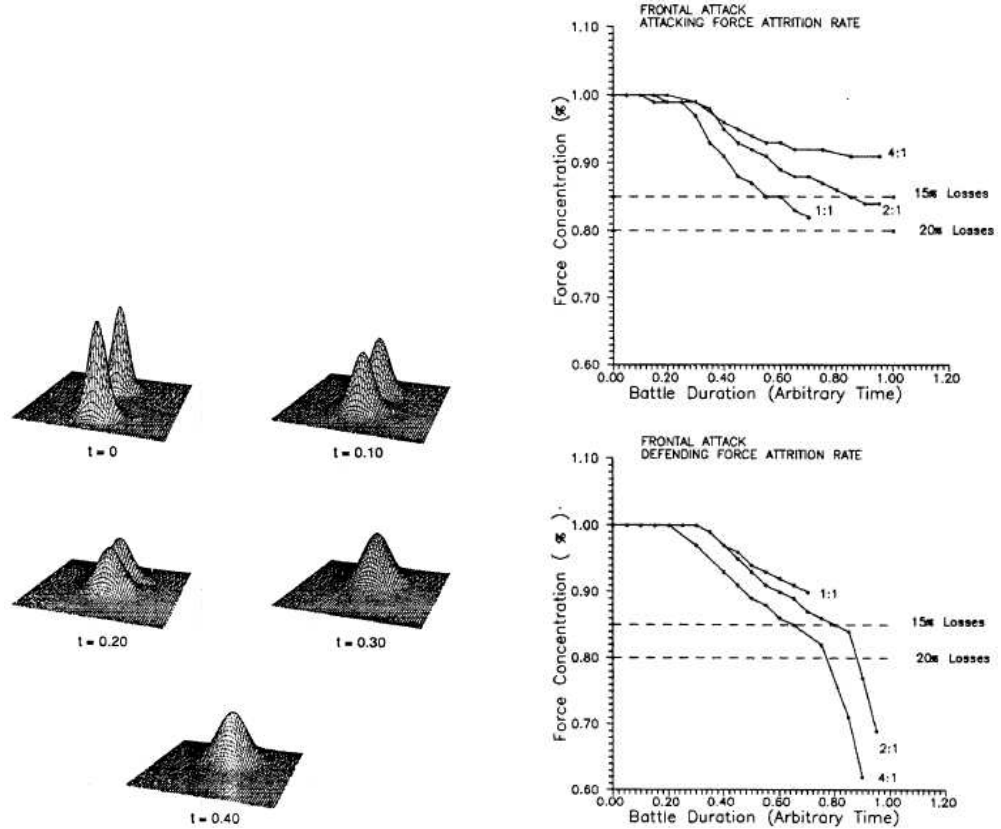 t = 0
t = 0.10
t = 0.20
t = 0.30
t = 0.40
FRONTAL ATTACK
ATTACKING FORCE ATTRITION RATE
Force Concentration (%)
1.10
1.00
0.90
0.80
0.70
0.60
4:1
15% Losses
1:1
2:1
20% Losses
0.00 0.20 0.40 0.60 0.80 1.00 1.20
Battle Duration (Arbitrary Time)
FRONTAL ATTACK
DEFENDING FORCE ATTRITION RATE
Force Concentration ( % )
1.10
1.00
0.90
0.80
0.70
0.60
1:1
15% Losses
20% Losses
2:1
4:1
0.00 0.20 0.40 0.60 0.80 1.00 1.20
Battle Duration (Arbitrary Time)